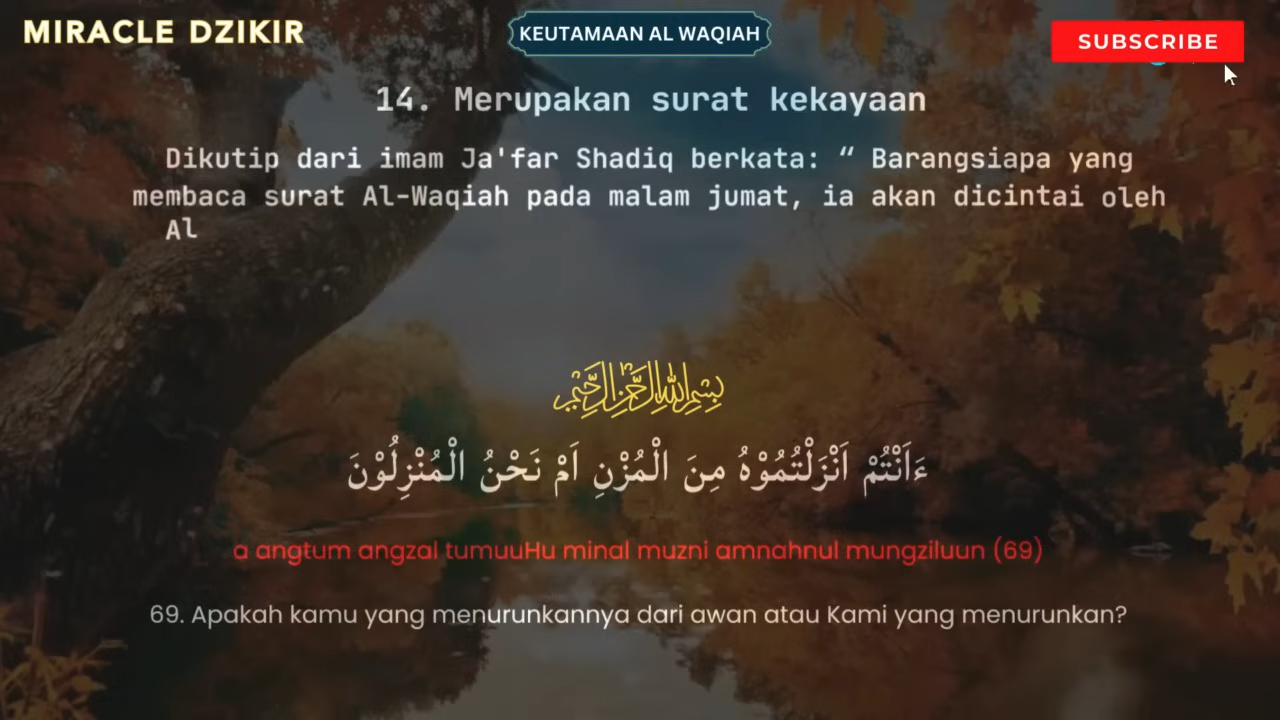 MIRACLE DZIKIR
KEUTAMAAN AL WAQIAH
SUBSCRIBE
14. Merupakan surat kekayaan
Dikutip dari imam Ja'far Shadiq berkata: “ Barangsiapa yang
membaca surat Al-Waqiah pada malam jumat, ia akan dicintai oleh
Al
بِسْمِ اللهِ الرَّحْمٰنِ الرَّحِيْمِ
ءَاَنْتُمْ اَنْزَلْتُمُوْهُ مِنَ الْمُزْنِ اَمْ نَحْنُ الْمُنْزِلُوْنَ
a angtum angzal tumuuHu minal muzni amnahnul mungziluun (69)
69. Apakah kamu yang menurunkannya dari awan atau Kami yang menurunkan?